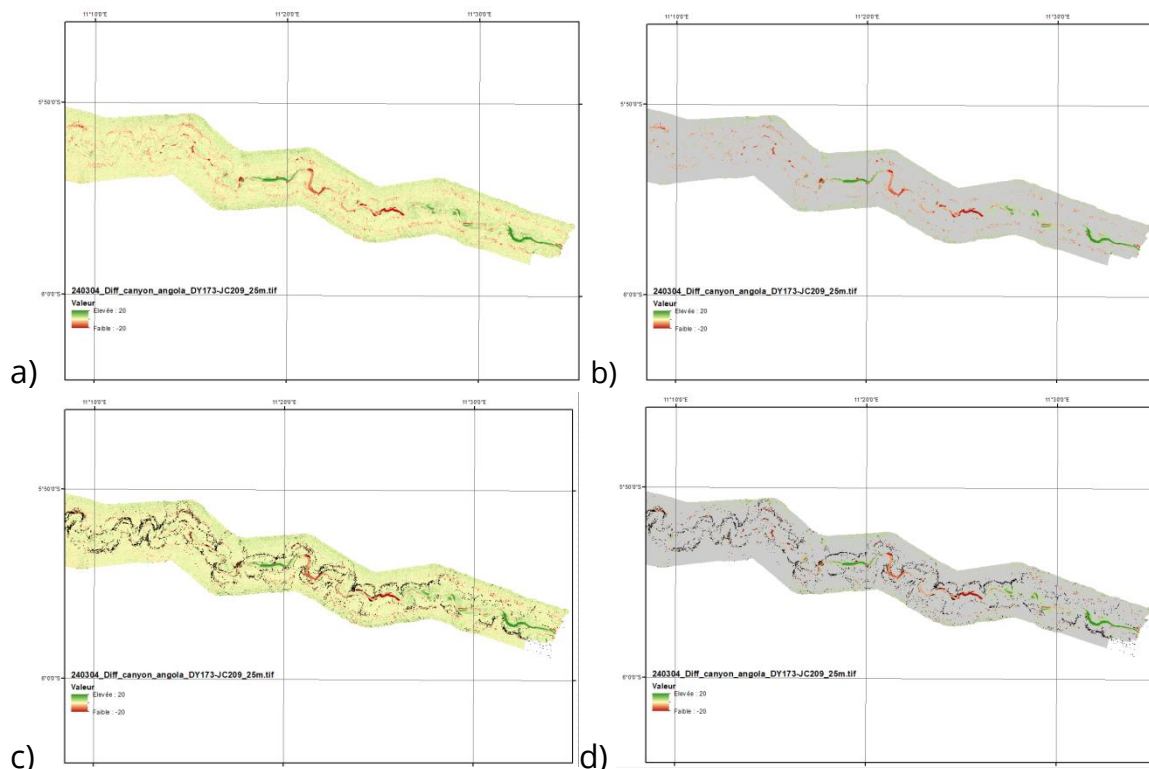 11°10'0"E 11°20'0"E 11°30'0"E
5°50'0"S
6°0'0"S
240304_Diff_canyon_angola_DY173-JC209_25m.tif
Valeur
Elevée : 20
Faible : -20
a)
11°10'0"E 11°20'0"E 11°30'0"E
5°50'0"S
6°0'0"S
240304_Diff_canyon_angola_DY173-JC209_25m.tif
Valeur
Elevée : 20
Faible : -20
b)
11°10'0"E 11°20'0"E 11°30'0"E
5°50'0"S
6°0'0"S
240304_Diff_canyon_angola_DY173-JC209_25m.tif
Valeur
Elevée : 20
Faible : -20
c)
11°10'0"E 11°20'0"E 11°30'0"E
5°50'0"S
6°0'0"S
240304_Diff_canyon_angola_DY173-JC209_25m.tif
Valeur
Elevée : 20
Faible : -20
d)